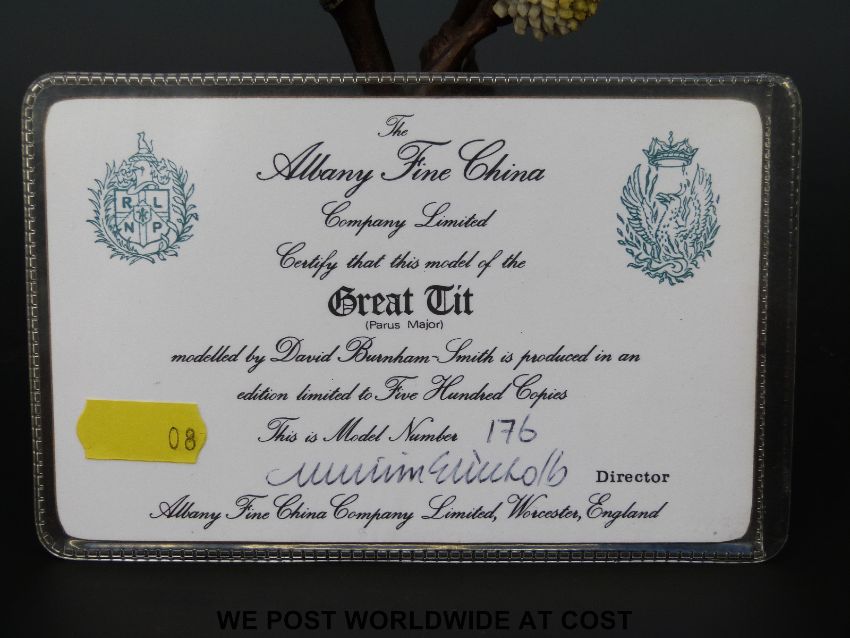 The
Albany Fine China
Company Limited
R L
N P
Certify that this model of the
Great Tit
(Parus Major)
modelled by David Burnham-Smith is produced in an
edition limited to Five Hundred Copies
08
This is Model Number 176
Director
Albany Fine China Company Limited, Worcester, England
WE POST WORLDWIDE AT COST